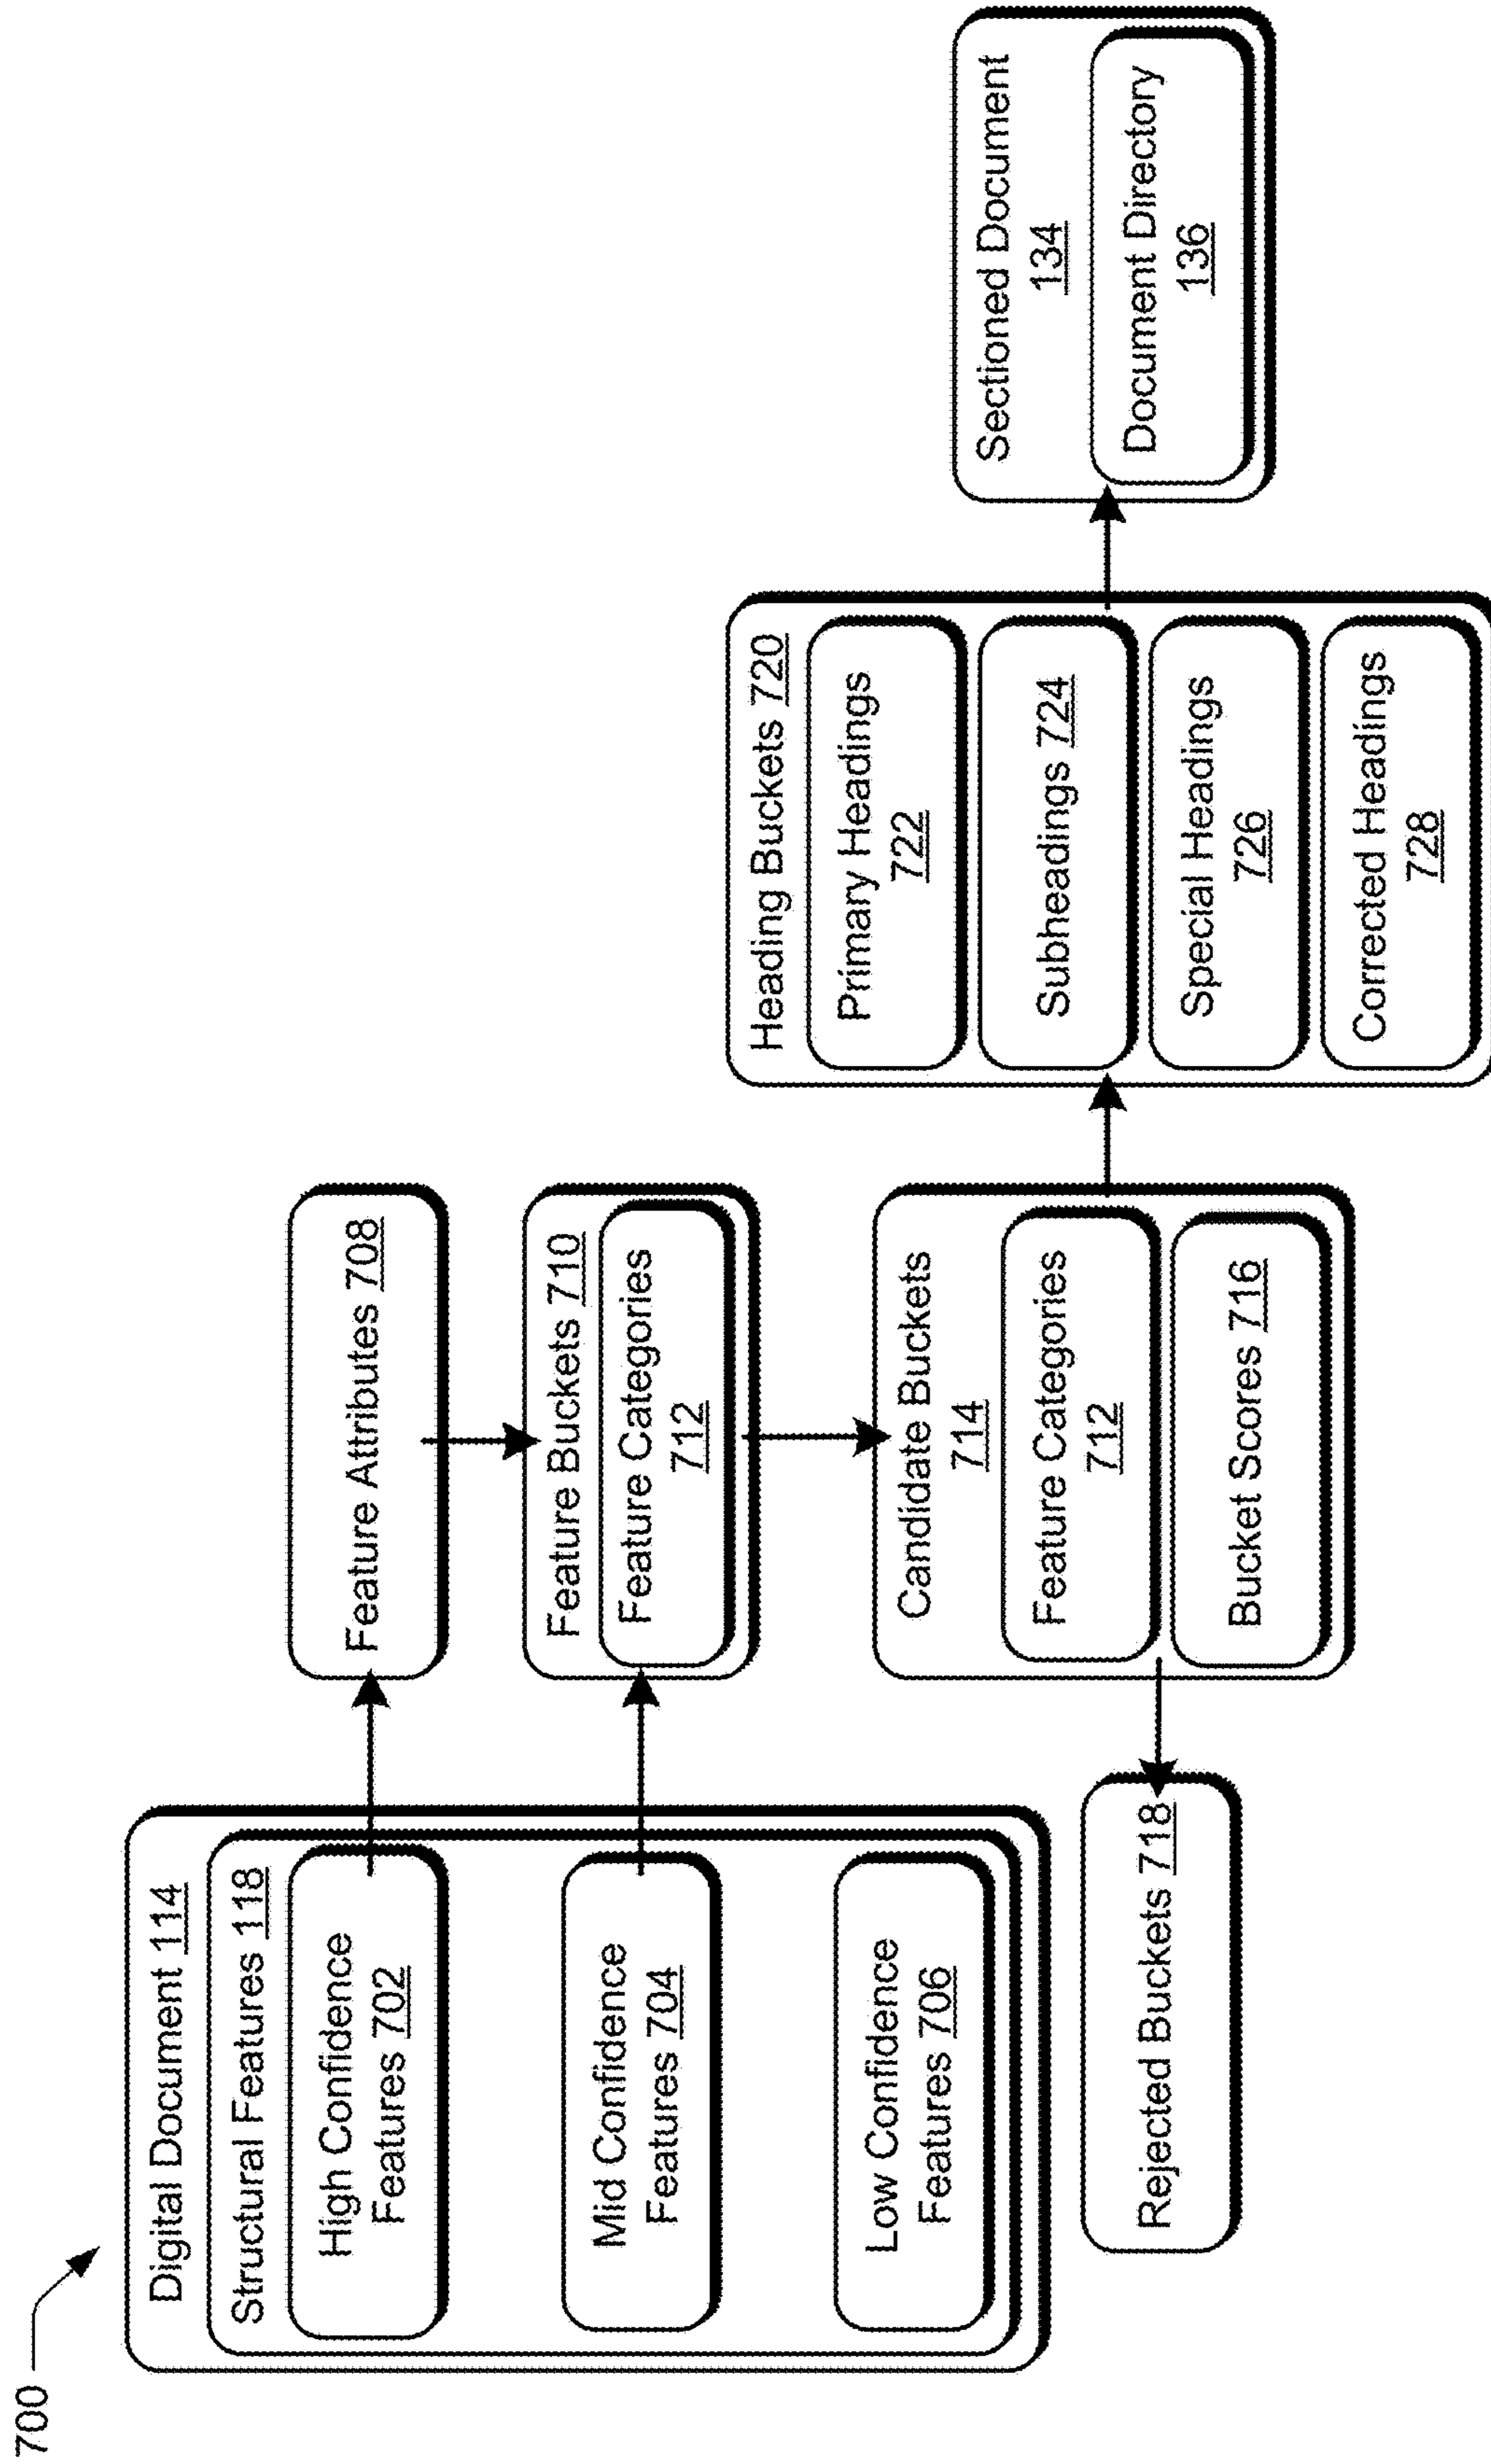 700
Digital Document 114
Structural Features 118
High Confidence
Features 702
Mid Confidence
Features 704
Low Confidence
Features 706
Feature Attributes 708
Feature Buckets 710
Feature Categories
712
Candidate Buckets
714
Feature Categories
712
Bucket Scores 716
Rejected Buckets 718
Heading Buckets 720
Primary Headings
722
Subheadings 724
Special Headings
726
Corrected Headings
728
Sectioned Document
134
Document Directory
136